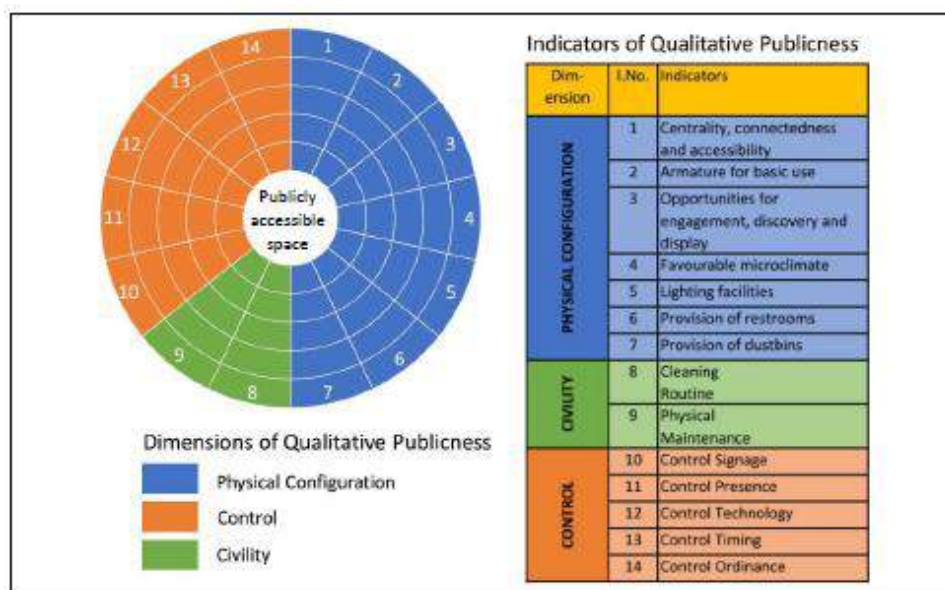 14
1
13
2
12
3
11
4
10
5
9
6
8
7
Publicly
accessible
space
Dimensions of Qualitative Publicness
Physical Configuration
Control
Civility
Indicators of Qualitative Publicness
Dim-
ension
I.No.
Indicators
PHYSICAL CONFIGURATION
1 Centrality, connectedness
and accessibility
2 Armature for basic use
3 Opportunities for
engagement, discovery and
display
4 Favourable microclimate
5 Lighting facilities
6 Provision of restrooms
7 Provision of dustbins
CIVILITY
8 Cleaning
Routine
9 Physical
Maintenance
CONTROL
10 Control Signage
11 Control Presence
12 Control Technology
13 Control Timing
14 Control Ordinance